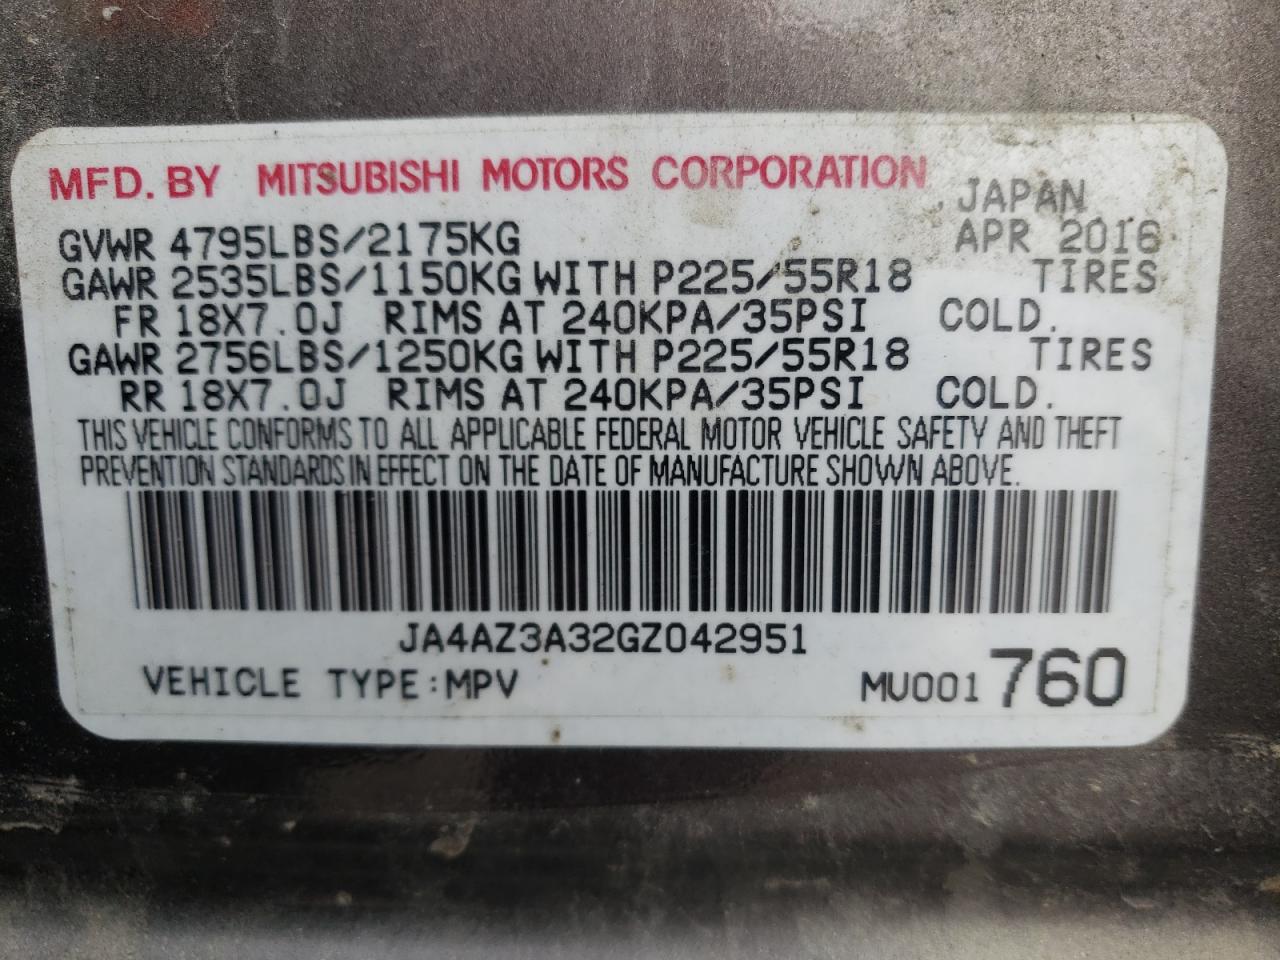 MFD. BY MITSUBISHI MOTORS CORPORATION JAPAN
GVWR 4795LBS/2175KG APR 2016
GAWR 2535LBS/1150KG WITH P225/55R18 TIRES
FR 18X7.0J RIMS AT 240KPA/35PSI COLD.
GAWR 2756LBS/1250KG WITH P225/55R18 TIRES
RR 18X7.0J RIMS AT 240KPA/35PSI COLD.
THIS VEHICLE CONFORMS TO ALL APPLICABLE FEDERAL MOTOR VEHICLE SAFETY AND THEFT
PREVENTION STANDARDS IN EFFECT ON THE DATE OF MANUFACTURE SHOWN ABOVE.
JA4AZ3A32GZ042951
VEHICLE TYPE:MPV MU001 760